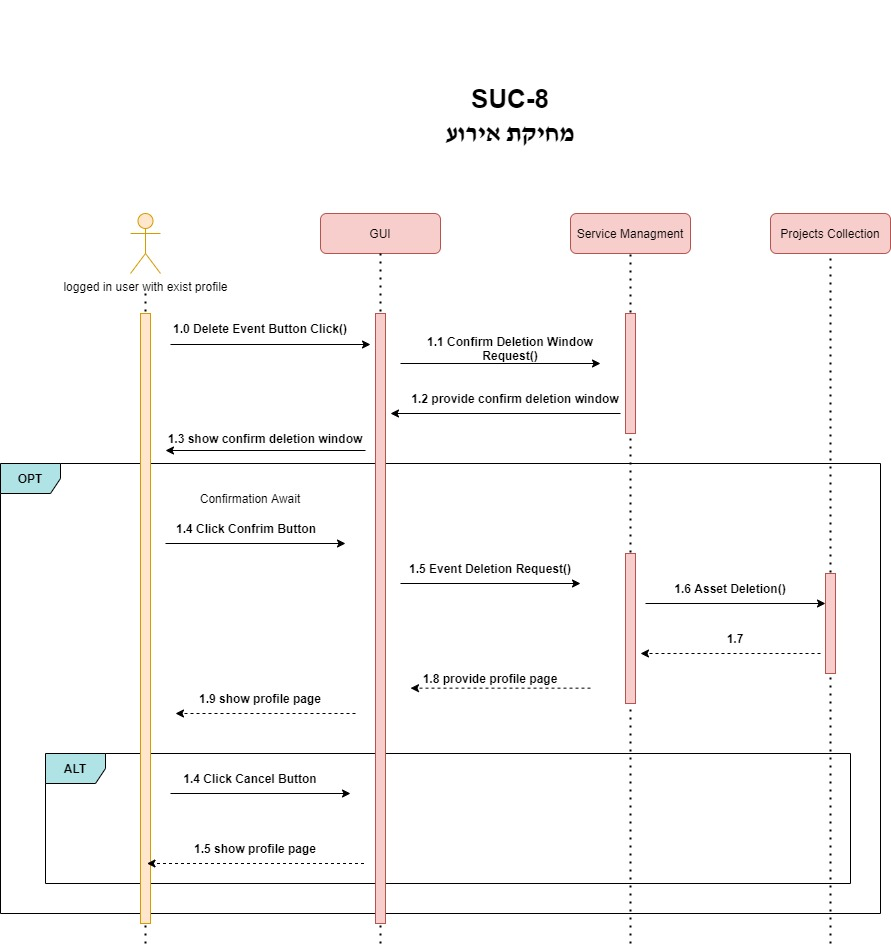 SUC-8
מחיקת אירוע
GUI
Service Managment
Projects Collection
logged in user with exist profile
1.0 Delete Event Button Click()
1.1 Confirm Deletion Window
Request()
1.2 provide confirm deletion window
1.3 show confirm deletion window
OPT
Confirmation Await
1.4 Click Confrim Button
1.5 Event Deletion Request()
1.6 Asset Deletion()
1.7
1.8 provide profile page
1.9 show profile page
ALT
1.4 Click Cancel Button
1.5 show profile page